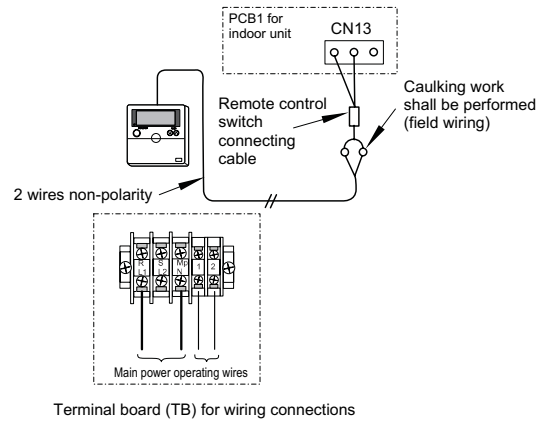 PCB1 for
indoor unit
CN13
Remote control
switch
connecting
cable
Caulking work
shall be performed
(field wiring)
2 wires non-polarity
R S Mp
L1 L2 N 1 2
Main power operating wires
Terminal board (TB) for wiring connections